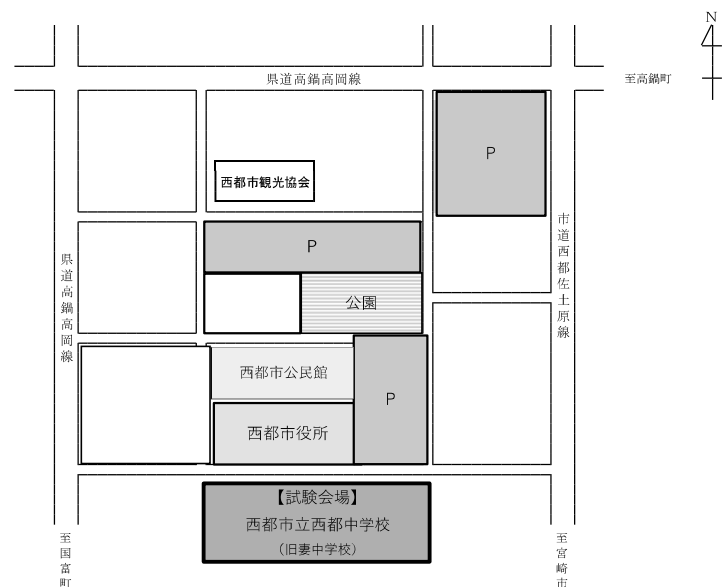 N
県道高鍋高岡線
至高鍋町
P
西都市観光協会
P
市道西都佐土原線
県道高鍋高岡線
公園
西都市公民館
P
西都市役所
【試験会場】
西都市立西都中学校
（旧妻中学校）
至国富町
至宮崎市